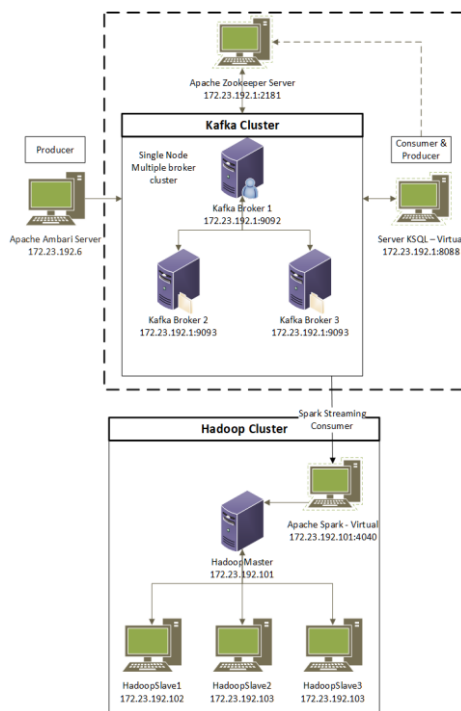 Apache Zookeeper Server
172.23.192.1:2181
Kafka Cluster
Producer
Single Node
Multiple broker
cluster
Consumer &
Producer
Kafka Broker 1
172.23.192.1:9092
Apache Ambari Server
172.23.192.6
Server KSQL – Virtual
172.23.192.1:8088
Kafka Broker 2
172.23.192.1:9093
Kafka Broker 3
172.23.192.1:9093
Spark Streaming
Consumer
Hadoop Cluster
Apache Spark - Virtual
172.23.192.101:4040
HadoopMaster
172.23.192.101
HadoopSlave1
172.23.192.102
HadoopSlave2
172.23.192.103
HadoopSlave3
172.23.192.103